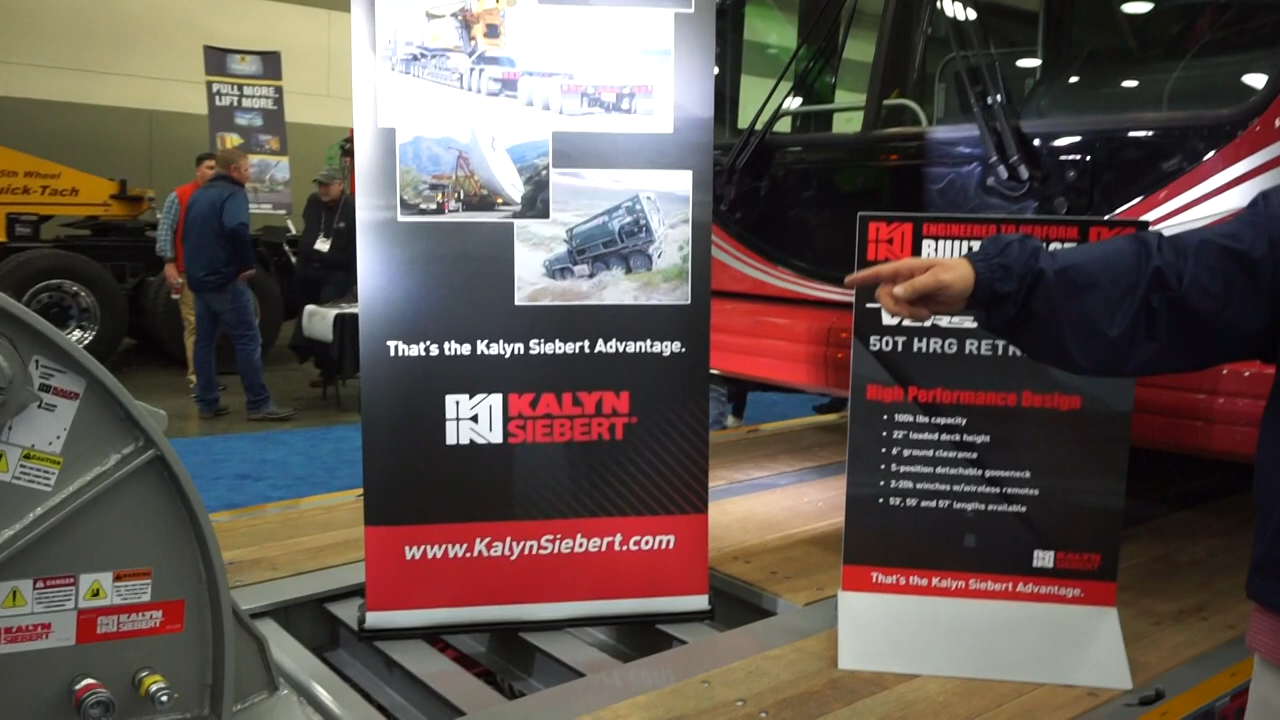 PULL MORE.
LIFT MORE.
5th Wheel
uick-Tach
That's the Kalyn Siebert Advantage.
KALYN
SIEBERT
www.KalynSiebert.com
ENGINEERED TO PERFORM.
50T HRG RETR
High Performance Design
• 100k lbs capacity
• 22" loaded deck height
• 6" ground clearance
• 5-position detachable gooseneck
• 2-20k winches w/wireless remotes
• 53', 55' and 57' lengths available
KALYN
SIEBERT
That's the Kalyn Siebert Advantage.
CAUTION
DANGER
KALYN
SIEBERT
KALYN
SIEBERT